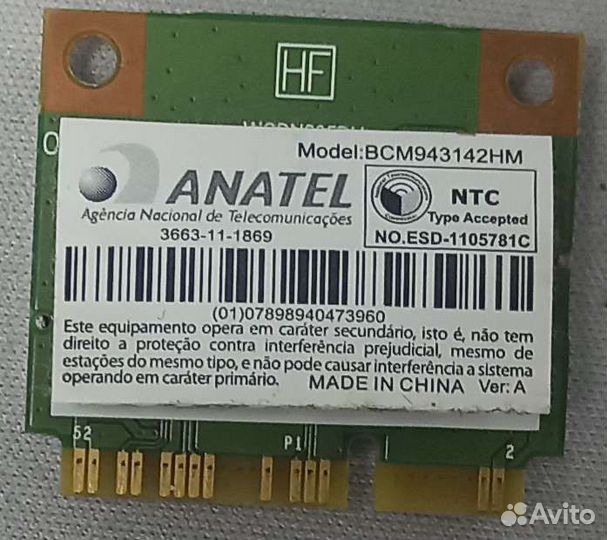 HF
Model:BCM943142HM
ANATEL
Agência Nacional de Telecomunicações
3663-11-1869
NTC
Type Accepted
NO.ESD-1105781C
(01)07898940473960
Este equipamento opera em caráter secundário, isto é, não tem
direito a proteção contra interferência prejudicial, mesmo de
estações do mesmo tipo, e não pode causar interferência a sistema
operando em caráter primário. MADE IN CHINA Ver: A
52
P1
2
Avito